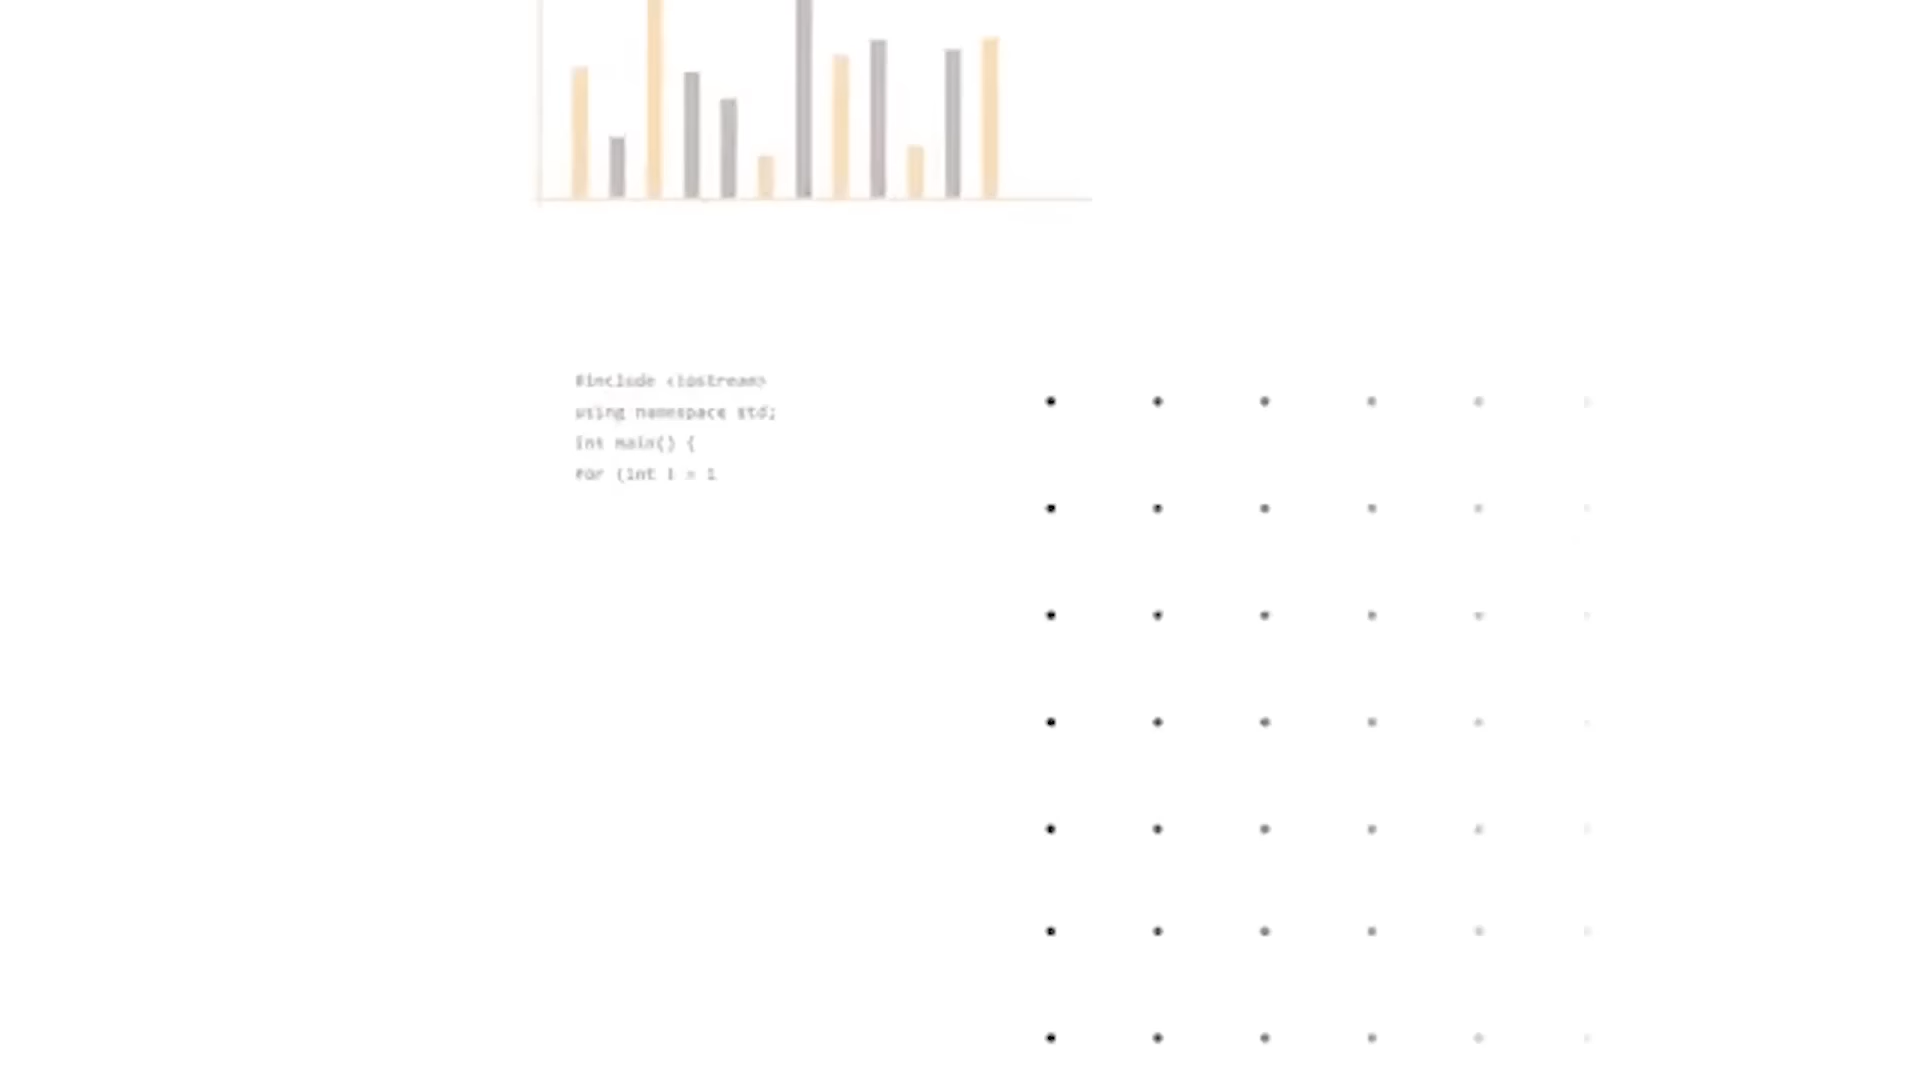 #include <iostream>
using namespace std;
int main() {
for (int i = 1